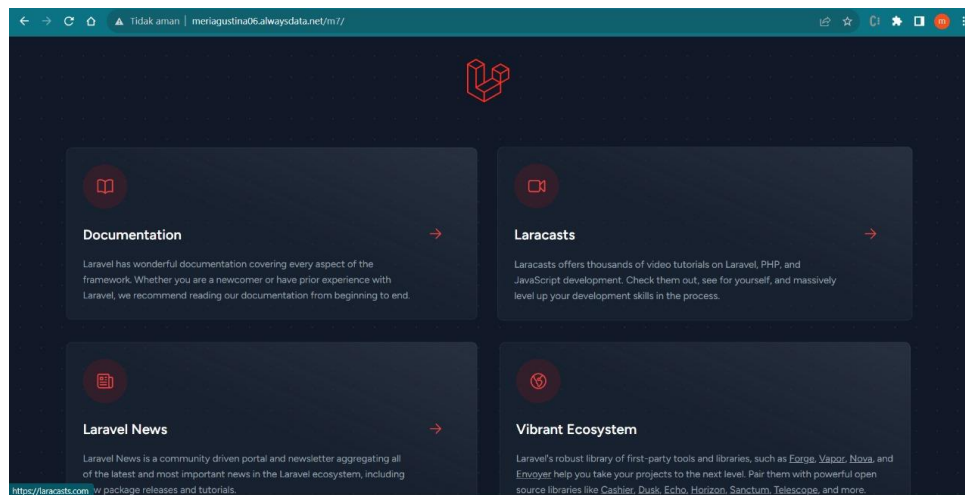 Tidak aman | meriagustina06.alwaysdata.net/m7//
m
Documentation
Laravel has wonderful documentation covering every aspect of the
framework. Whether you are a newcomer or have prior experience with
Laravel, we recommend reading our documentation from beginning to end.
Laracasts
Laracasts offers thousands of video tutorials on Laravel, PHP, and
JavaScript development. Check them out, see for yourself, and massively
level up your development skills in the process.
Laravel News
Laravel News is a community driven portal and newsletter aggregating all
of the latest and most important news in the Laravel ecosystem, including
w package releases and tutorials.
Vibrant Ecosystem
Laravel's robust library of first-party tools and libraries, such as Forge, Vapor, Nova, and
Envoyer help you take your projects to the next level. Pair them with powerful open
source libraries like Cashier, Dusk, Echo, Horizon, Sanctum, Telescope, and more.
https://laracasts.com